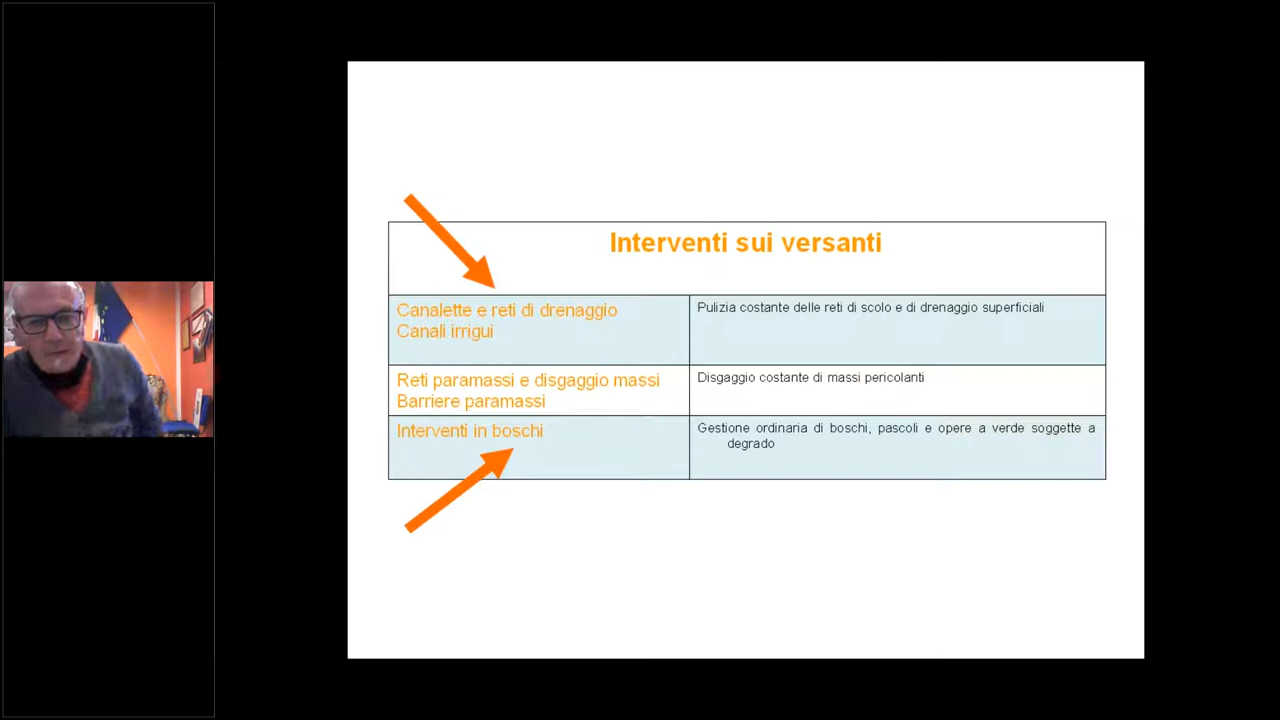 Interventi sui versanti
Canalette e reti di drenaggio
Canali irrigui
Pulizia costante delle reti di scolo e di drenaggio superficiali
Reti paramassi e disgaggio massi
Barriere paramassi
Disgaggio costante di massi pericolanti
Interventi in boschi
Gestione ordinaria di boschi, pascoli e opere a verde soggette a
degrado